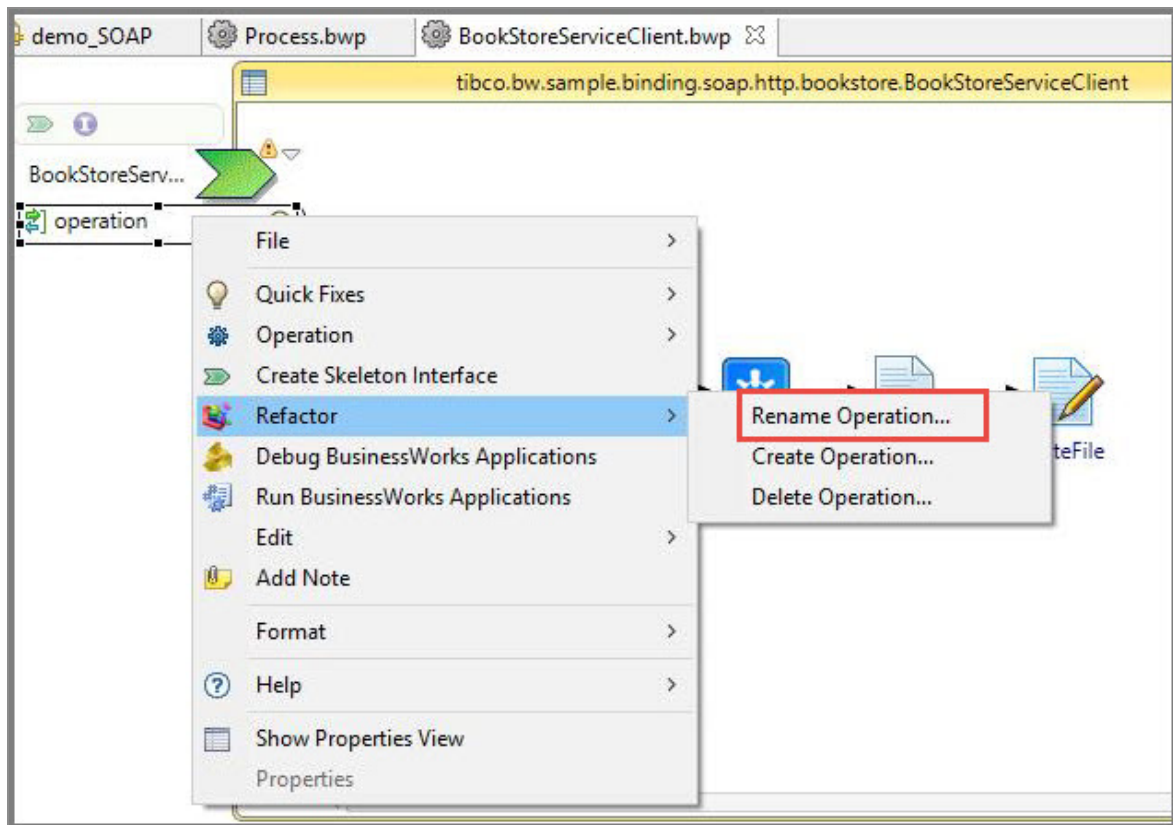 demo_SOAP
Process.bwp
BookStoreServiceClient.bwp
tibco.bw.sample.binding.soap.http.bookstore.BookStoreServiceClient
BookStoreServ...
operation
File
Quick Fixes
Operation
Create Skeleton Interface
Refactor
Rename Operation...
Create Operation...
teFile
Delete Operation...
Debug BusinessWorks Applications
Run BusinessWorks Applications
Edit
Add Note
Format
Help
Show Properties View
Properties